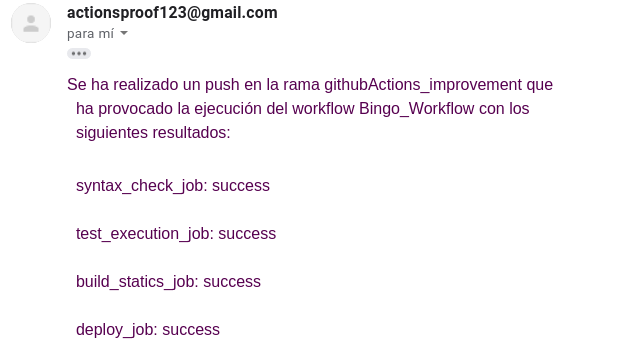 actionsproof123@gmail.com
para mí
Se ha realizado un push en la rama githubActions_improvement que
ha provocado la ejecución del workflow Bingo_Workflow con los
siguientes resultados:
syntax_check_job: success
test_execution_job: success
build_statics_job: success
deploy_job: success